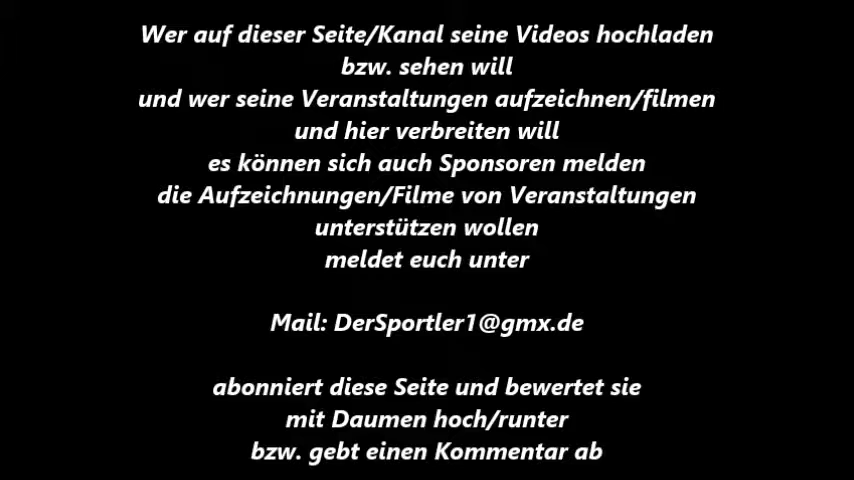 Wer auf dieser Seite/Kanal seine Videos hochladen
bzw. sehen will
und wer seine Veranstaltungen aufzeichnen/filmen
und hier verbreiten will
es können sich auch Sponsoren melden
die Aufzeichnungen/Filme von Veranstaltungen
unterstützen wollen
meldet euch unter
Mail: DerSportler1@gmx.de
abonniert diese Seite und bewertet sie
mit Daumen hoch/runter
bzw. gebt einen Kommentar ab